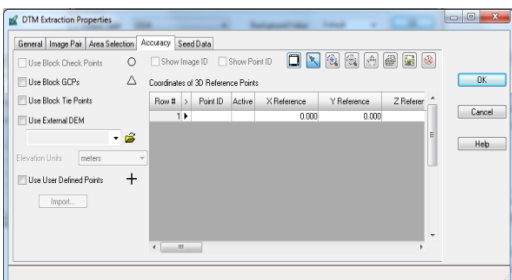 DTM Extraction Properties
General Image Pair Area Selection Accuracy Seed Data
Use Block Check Points
Show Image ID Show Point ID
Use Block GCPs
Coordinates of 3D Reference Points
OK
Row # > Point ID Active X Reference Y Reference Z Referer
Use Block Tie Points
1 0.000 0.000
Cancel
Use External DEM
Help
Elevation Units meters
Use User Defined Points
Import...